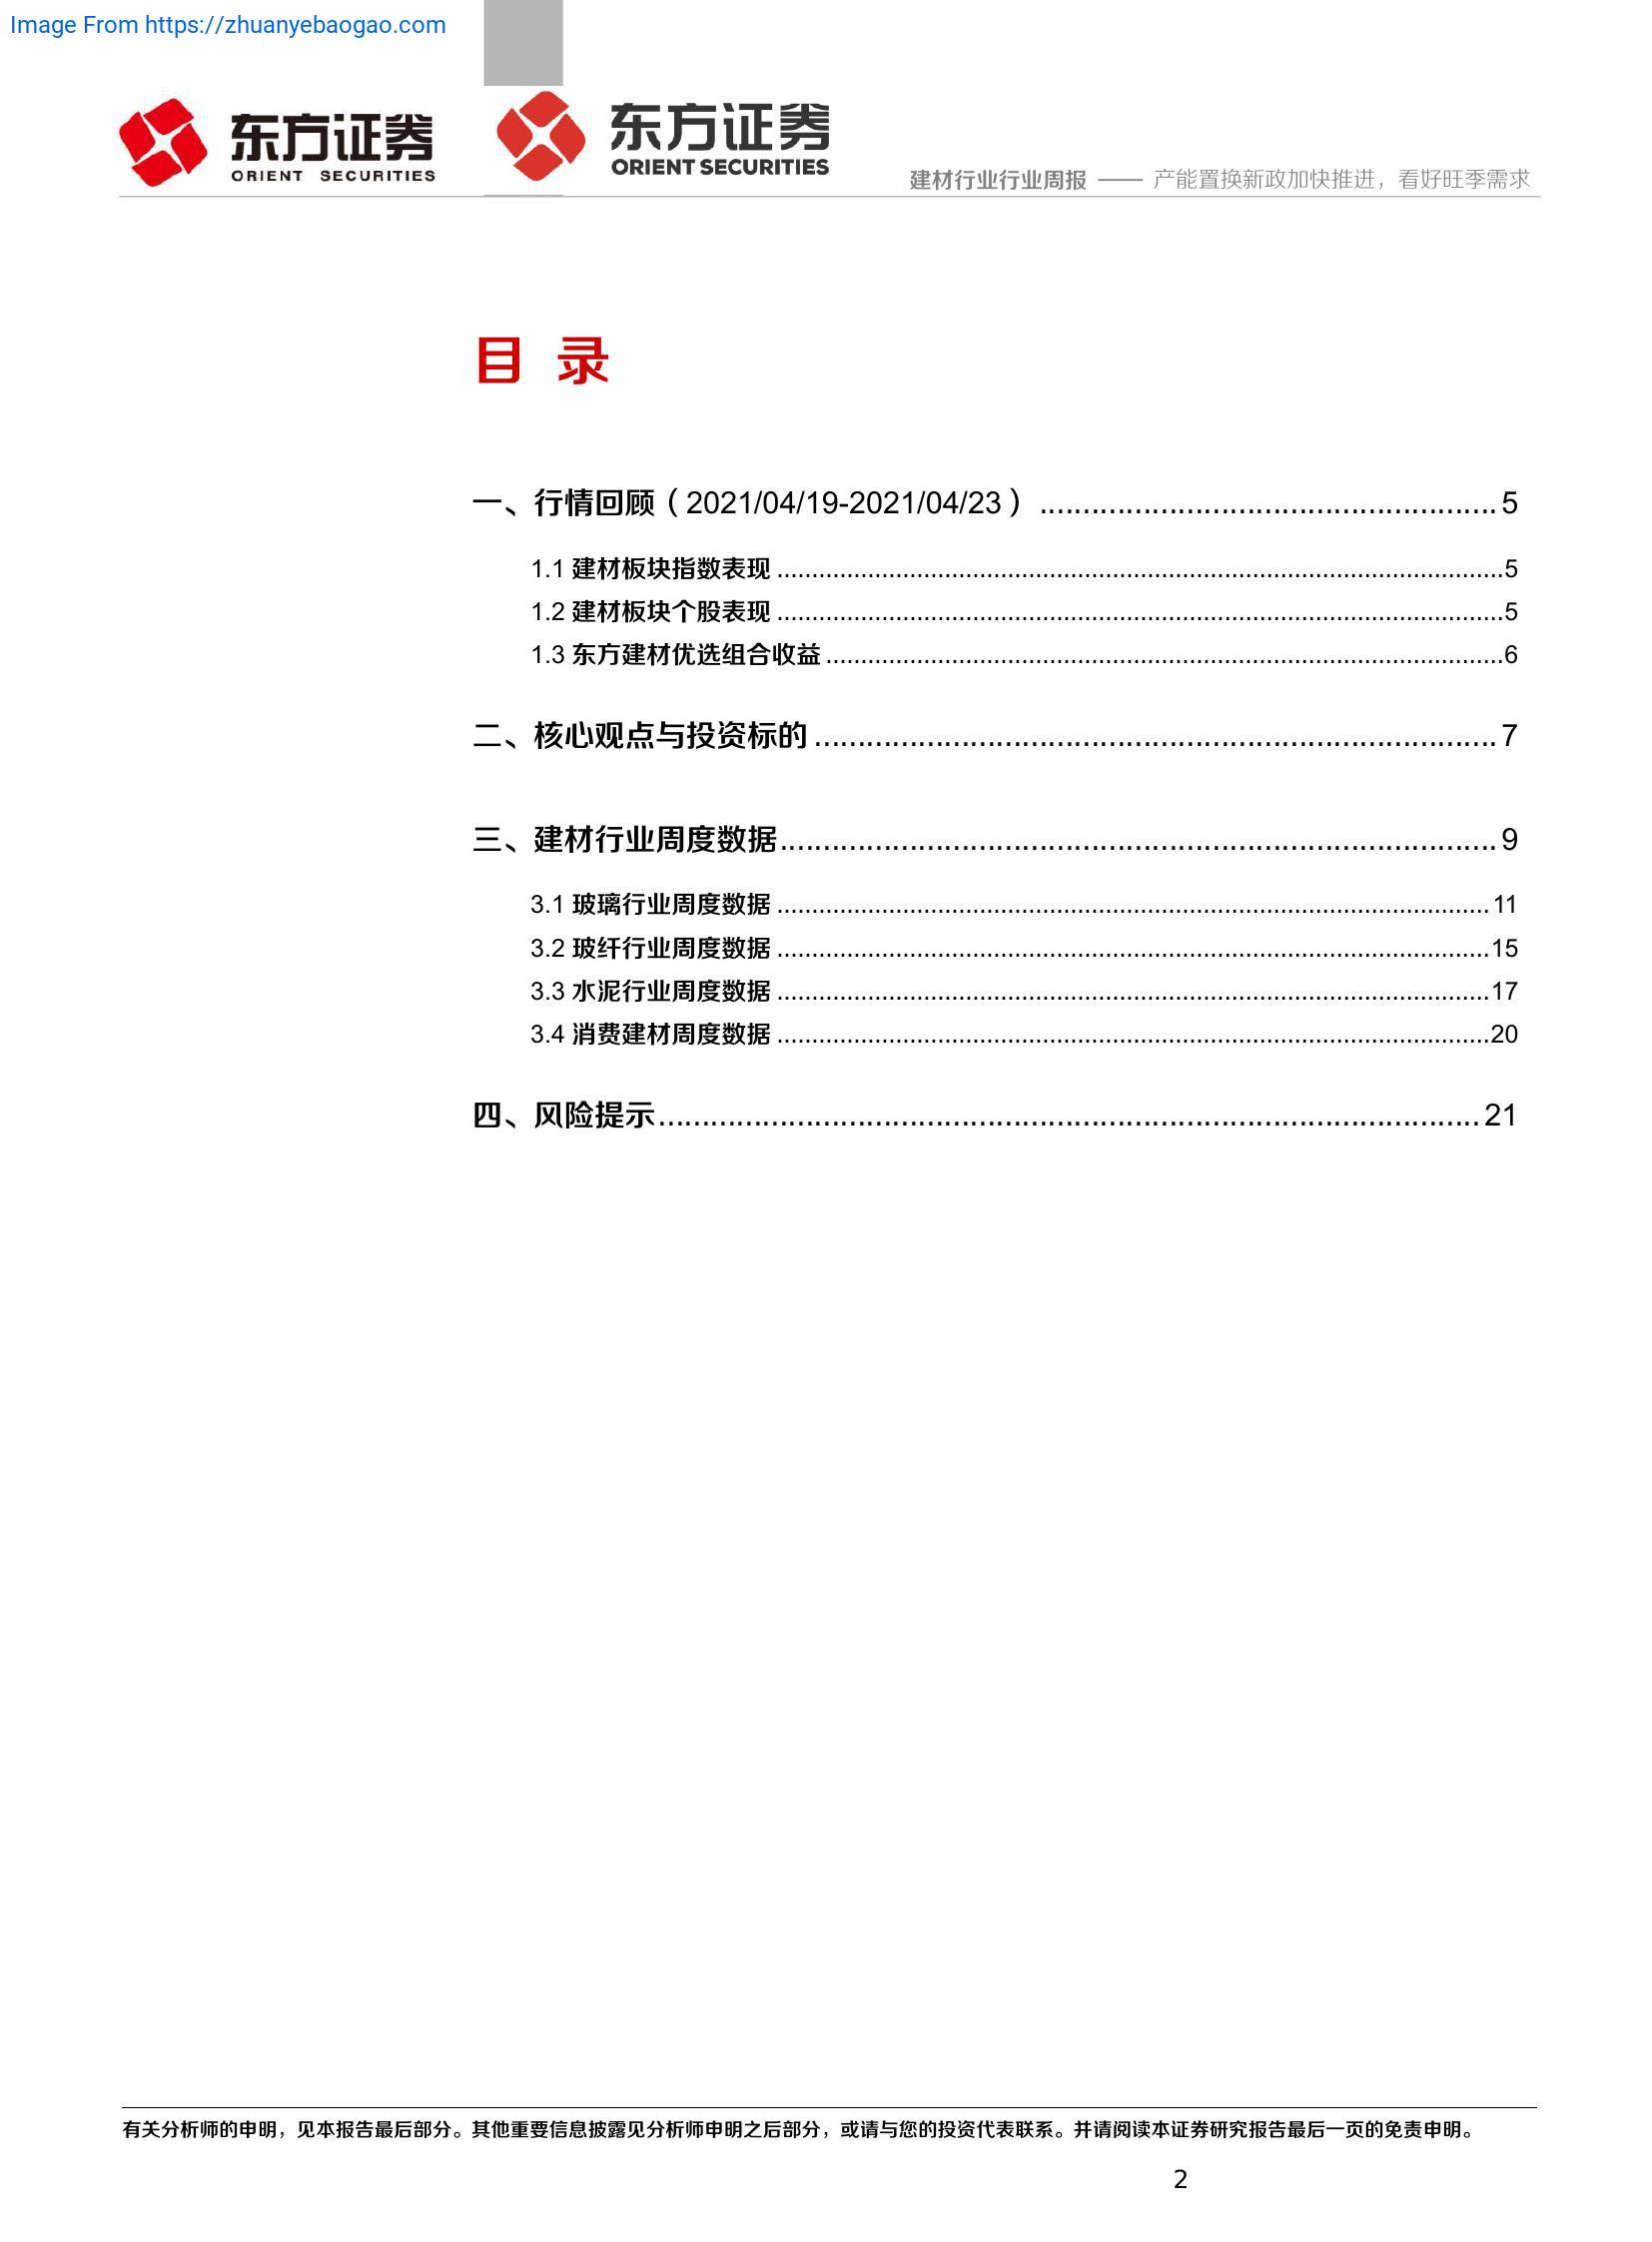 Image From https://zhuanyebaogao.com
东方证券
ORIENT SECURITIES
东方证券
ORIENT SECURITIES
建材行业行业周报 —— 产能置换新政加快推进，看好旺季需求
目 录
一、行情回顾（2021/04/19-2021/04/23）5
1.1 建材板块指数表现5
1.2 建材板块个股表现5
1.3 东方建材优选组合收益6
二、核心观点与投资标的7
三、建材行业周度数据9
3.1 玻璃行业周度数据11
3.2 玻纤行业周度数据15
3.3 水泥行业周度数据17
3.4 消费建材周度数据20
四、风险提示21
有关分析师的申明，见本报告最后部分。其他重要信息披露见分析师申明之后部分，或请与您的投资代表联系。并请阅读本证券研究报告最后一页的免责申明。
2